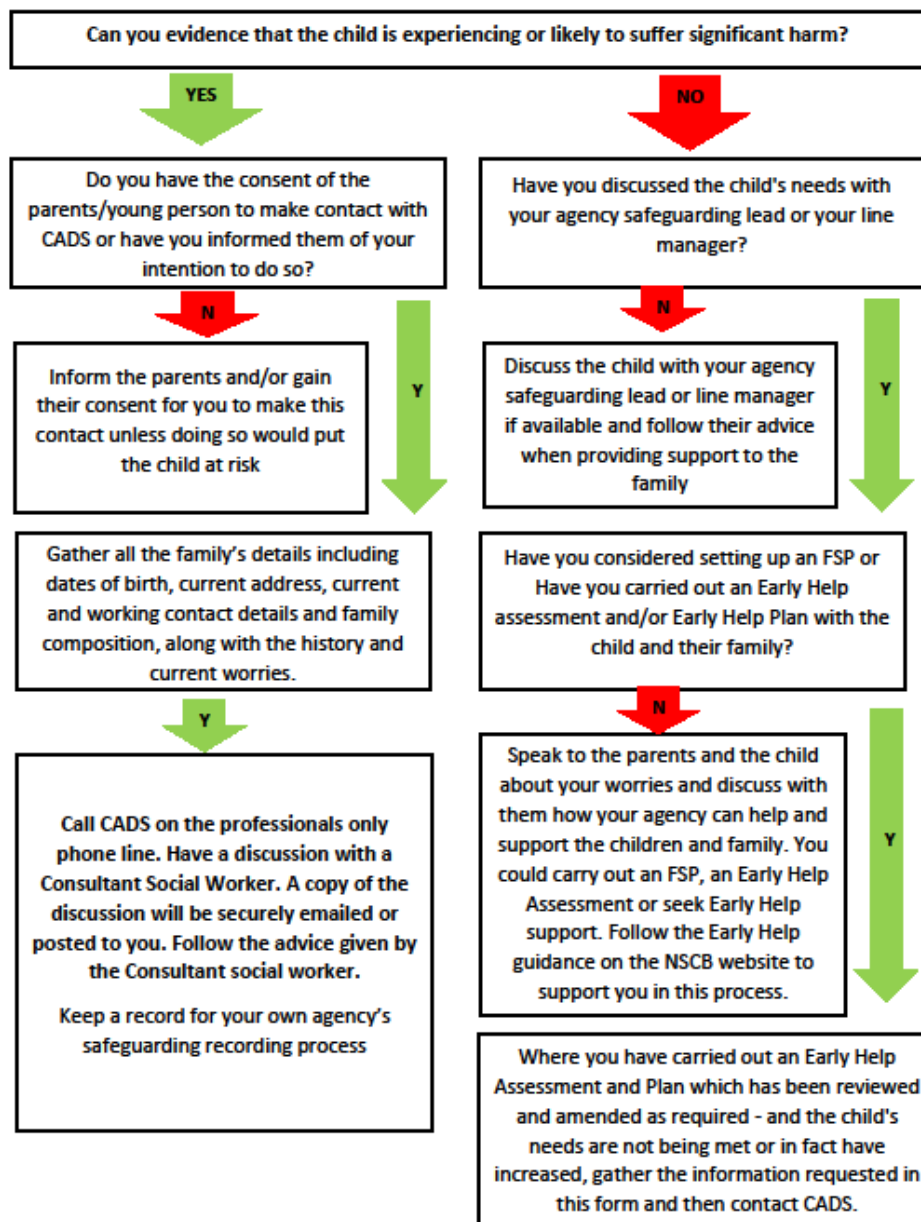 Can you evidence that the child is experiencing or likely to suffer significant harm?
YES
NO
Do you have the consent of the
parents/young person to make contact with
CADS or have you informed them of your
intention to do so?
N
Y
Inform the parents and/or gain
their consent for you to make this
contact unless doing so would put
the child at risk
Gather all the family's details including
dates of birth, current address, current
and working contact details and family
composition, along with the history and
current worries.
Y
Call CADS on the professionals only
phone line. Have a discussion with a
Consultant Social Worker. A copy of the
discussion will be securely emailed or
posted to you. Follow the advice given by
the Consultant social worker.
Keep a record for your own agency's
safeguarding recording process
Have you discussed the child's needs with
your agency safeguarding lead or your line
manager?
N
Y
Discuss the child with your agency
safeguarding lead or line manager
if available and follow their advice
when providing support to the
family
Have you considered setting up an FSP or
Have you carried out an Early Help
assessment and/or Early Help Plan with the
child and their family?
N
Y
Speak to the parents and the child
about your worries and discuss with
them how your agency can help and
support the children and family. You
could carry out an FSP, an Early Help
Assessment or seek Early Help
support. Follow the Early Help
guidance on the NSCB website to
support you in this process.
Where you have carried out an Early Help
Assessment and Plan which has been reviewed
and amended as required - and the child's
needs are not being met or in fact have
increased, gather the information requested in
this form and then contact CADS.